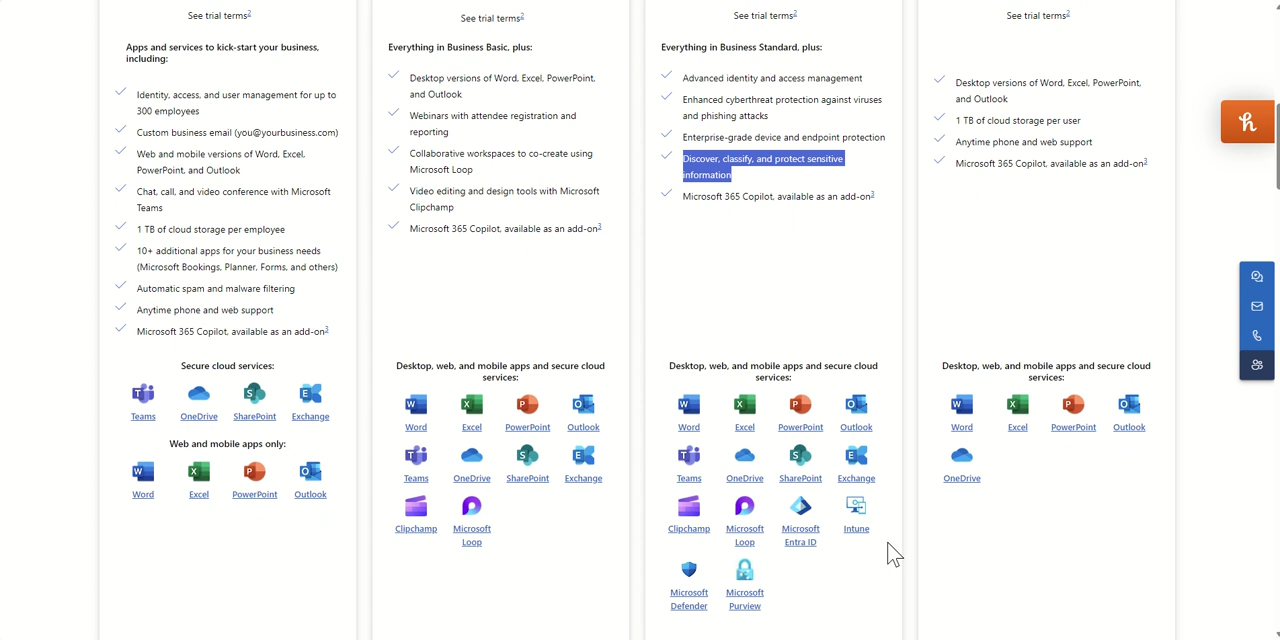 See trial terms2
Apps and services to kick-start your business,
including:
Identity, access, and user management for up to
300 employees
Custom business email (you@yourbusiness.com)
Web and mobile versions of Word, Excel,
PowerPoint, and Outlook
Chat, call, and video conference with Microsoft
Teams
1 TB of cloud storage per employee
10+ additional apps for your business needs
(Microsoft Bookings, Planner, Forms, and others)
Automatic spam and malware filtering
Anytime phone and web support
Microsoft 365 Copilot, available as an add-on3
Secure cloud services:
Teams OneDrive SharePoint Exchange
Web and mobile apps only:
Word Excel PowerPoint Outlook
See trial terms2
Everything in Business Basic, plus:
Desktop versions of Word, Excel, PowerPoint,
and Outlook
Webinars with attendee registration and
reporting
Collaborative workspaces to co-create using
Microsoft Loop
Video editing and design tools with Microsoft
Clipchamp
Microsoft 365 Copilot, available as an add-on3
Desktop, web, and mobile apps and secure cloud
services:
Word Excel PowerPoint Outlook
Teams OneDrive SharePoint Exchange
Clipchamp Microsoft
Loop
See trial terms2
Everything in Business Standard, plus:
Advanced identity and access management
Enhanced cyberthreat protection against viruses
and phishing attacks
Enterprise-grade device and endpoint protection
Discover, classify, and protect sensitive
information
Microsoft 365 Copilot, available as an add-on3
Desktop, web, and mobile apps and secure cloud
services:
Word Excel PowerPoint Outlook
Teams OneDrive SharePoint Exchange
Clipchamp Microsoft Microsoft Intune
Loop Entra ID
Microsoft Microsoft
Defender Purview
See trial terms2
Desktop versions of Word, Excel, PowerPoint,
and Outlook
1 TB of cloud storage per user
Anytime phone and web support
Microsoft 365 Copilot, available as an add-on3
Desktop, web, and mobile apps and secure cloud
services:
Word Excel PowerPoint Outlook
OneDrive